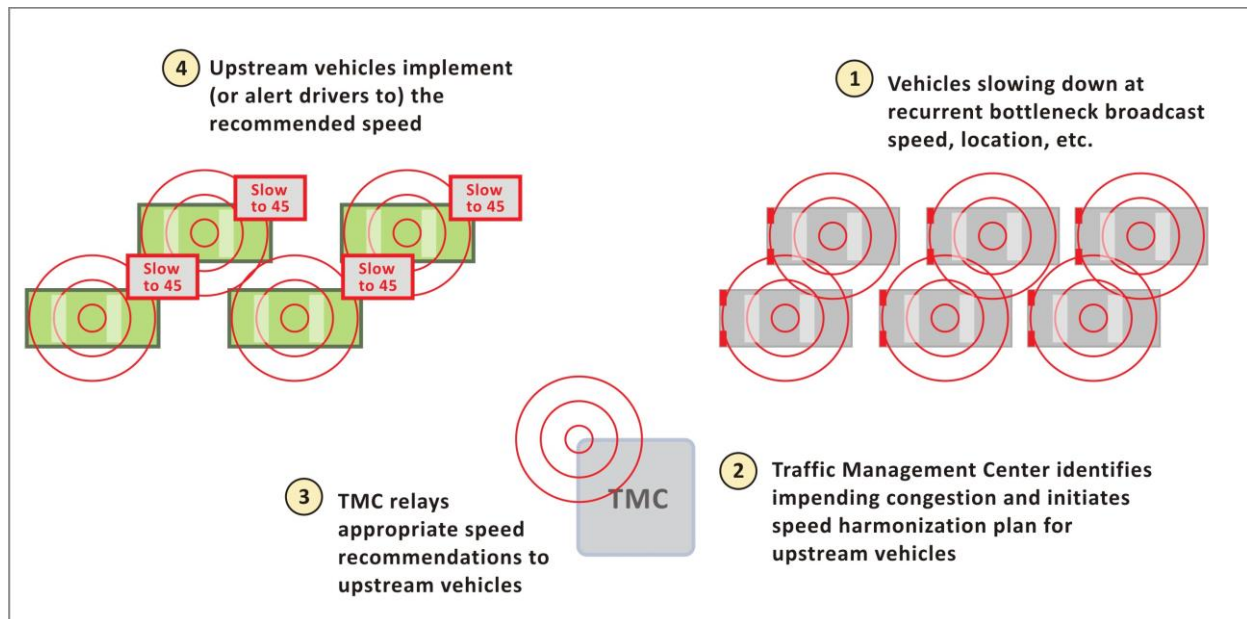 4
Upstream vehicles implement
(or alert drivers to) the
recommended speed
1
Vehicles slowing down at
recurrent bottleneck broadcast
speed, location, etc.
Slow
to 45
Slow
to 45
Slow
to 45
Slow
to 45
3
TMC relays
appropriate speed
recommendations to
upstream vehicles
TMC
2
Traffic Management Center identifies
impending congestion and initiates
speed harmonization plan for
upstream vehicles